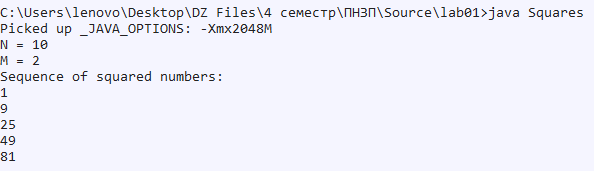 C:\Users\lenovo\Desktop\DZ Files\4 семестр\ПНЗП\Source\lab01>java Squares
Picked up _JAVA_OPTIONS: -Xmx2048M
N = 10
M = 2
Sequence of squared numbers:
1
9
25
49
81